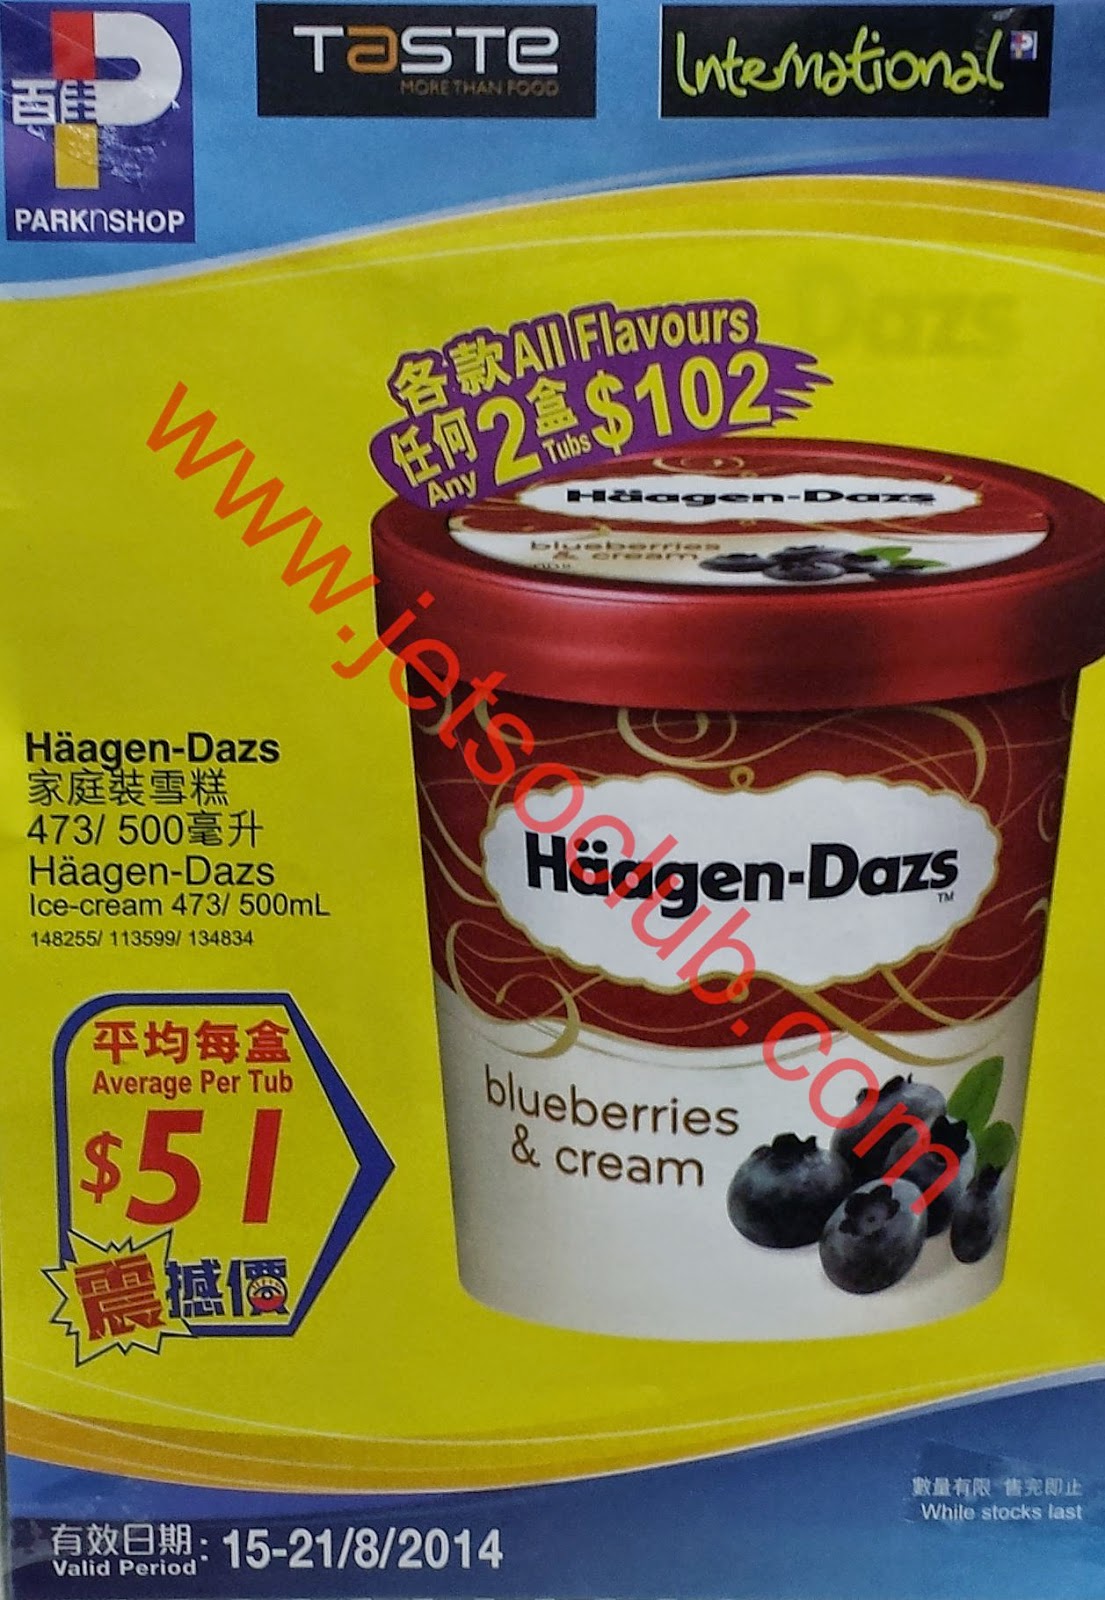 百佳
PARKnSHOP
TaSTe
MORE THAN FOOD
International
各款 All Flavours
任何 2 盒 $102
Any Tubs
Häagen-Dazs
blueberries
& cream
www.jetsoclub.com
Häagen-Dazs
家庭裝雪糕
473/ 500毫升
Häagen-Dazs
Ice-cream 473/ 500mL
148255/ 113599/ 134834
Häagen-Dazs™
blueberries
& cream
平均每盒
Average Per Tub
$51
震撼價
數量有限 售完即止
While stocks last
有效日期:
Valid Period
15-21/8/2014